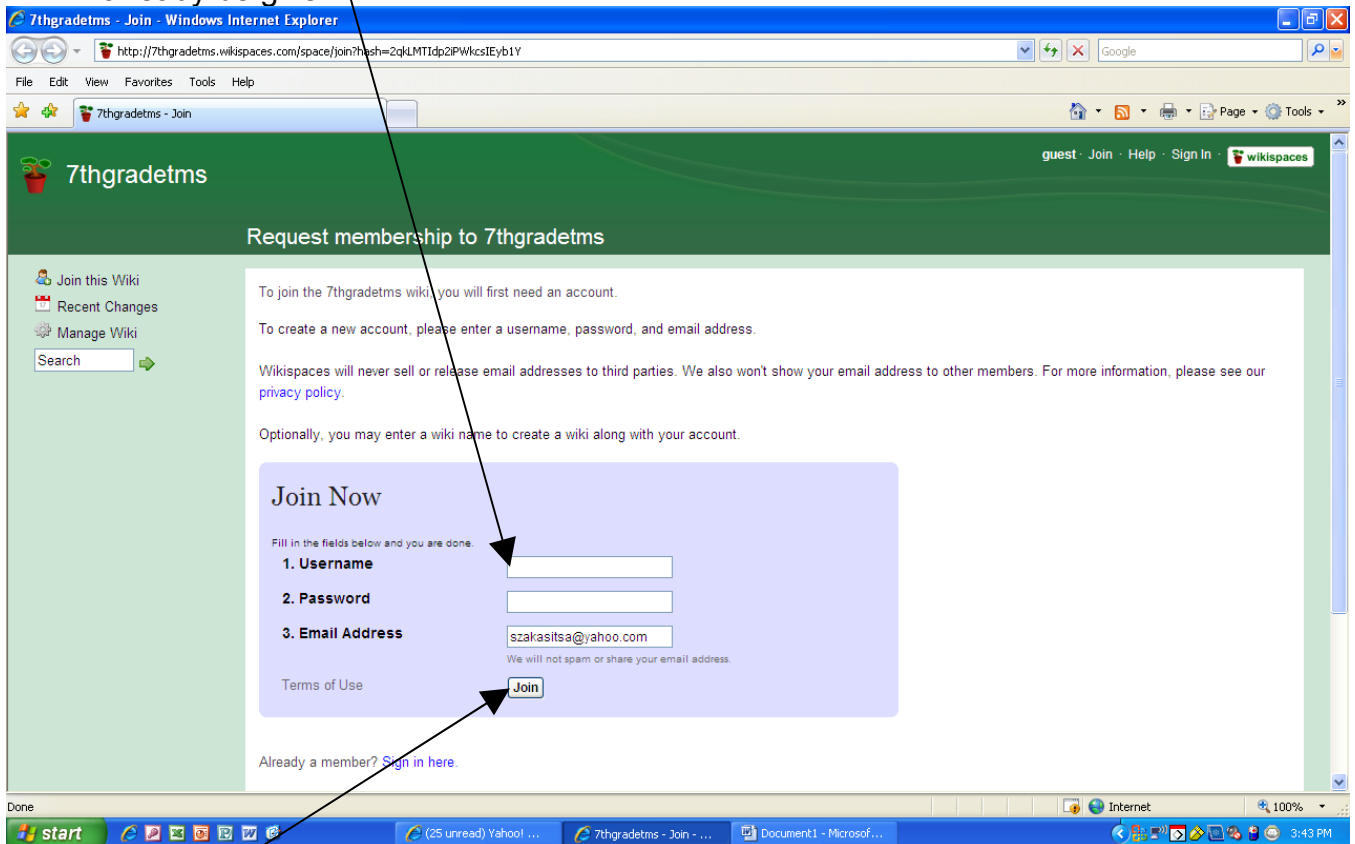 7thgradetms - Join - Windows Internet Explorer
http://7thgradetms.wikispaces.com/space/join?hash=2qkLMTIdp2iPWkcsIEyb1Y
Google
File Edit View Favorites Tools Help
7thgradetms - Join
Page Tools
7thgradetms
guest · Join · Help · Sign In · wikispaces
Request membership to 7thgradetms
Join this Wiki
Recent Changes
Manage Wiki
Search
To join the 7thgradetms wiki, you will first need an account.
To create a new account, please enter a username, password, and email address.
Wikispaces will never sell or release email addresses to third parties. We also won't show your email address to other members. For more information, please see our
privacy policy.
Optionally, you may enter a wiki name to create a wiki along with your account.
Join Now
Fill in the fields below and you are done.
1. Username
2. Password
3. Email Address
szakasitsa@yahoo.com
We will not spam or share your email address.
Terms of Use
Join
Already a member? Sign in here.
Done
Internet
100%
start
(25 unread) Yahoo! ...
7thgradetms - Join - ...
Document1 - Microsof...
3:43 PM